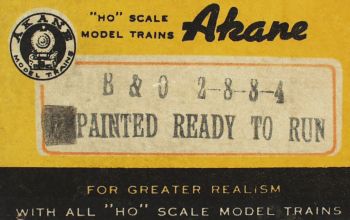 "HO" SCALE
MODEL TRAINS
Akane
AKANE
MODEL TRAINS
B & O 2-8-8-4
PAINTED READY TO RUN
FOR GREATER REALISM
WITH ALL "HO" SCALE MODEL TRAINS